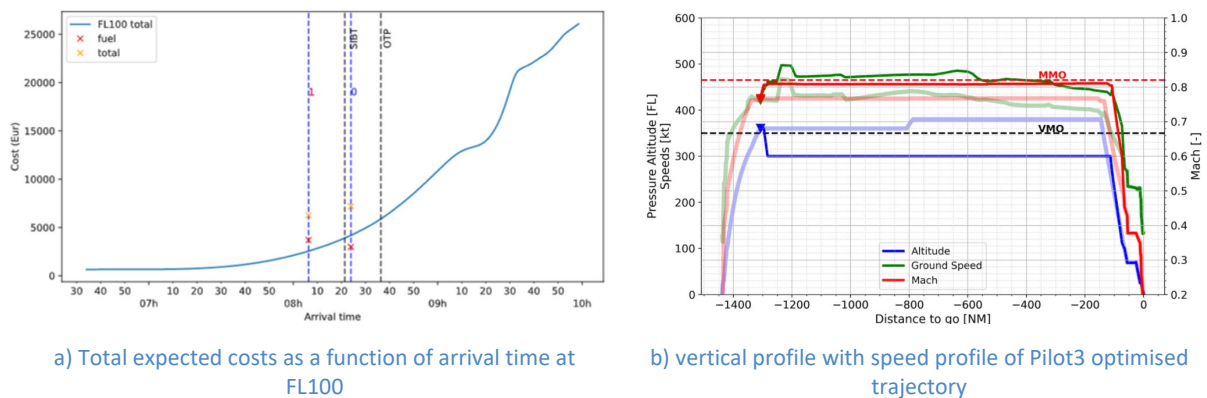 FL100 total
fuel
total
SIBT
OTP
1
0
25000
20000
15000
10000
5000
0
Cost (Eur)
30 40 50 07h 10 20 30 40 50 08h 10 20 30 40 50 09h 10 20 30 40 50 10h
Arrival time
a) Total expected costs as a function of arrival time at
FL100
600
500
400
300
200
100
0
Pressure Altitude [FL]
Speeds [kt]
MMO
VMO
Altitude
Ground Speed
Mach
1.0
0.9
0.8
0.7
0.6
0.5
0.4
0.3
0.2
Mach [-]
−1400 −1200 −1000 −800 −600 −400 −200 0
Distance to go [NM]
b) vertical profile with speed profile of Pilot3 optimised
trajectory